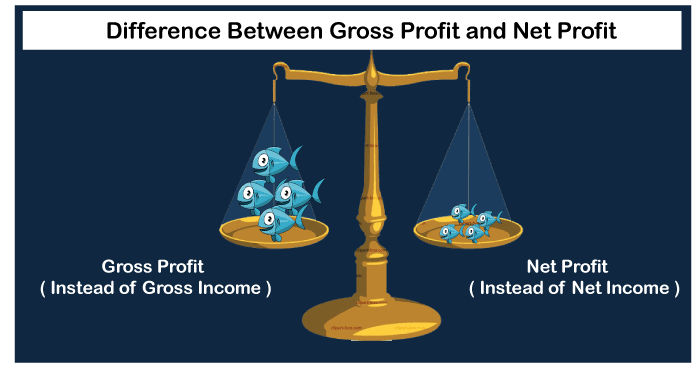 Difference Between Gross Profit and Net Profit
Gross Profit
( Instead of Gross Income )
Net Profit
( Instead of Net Income )